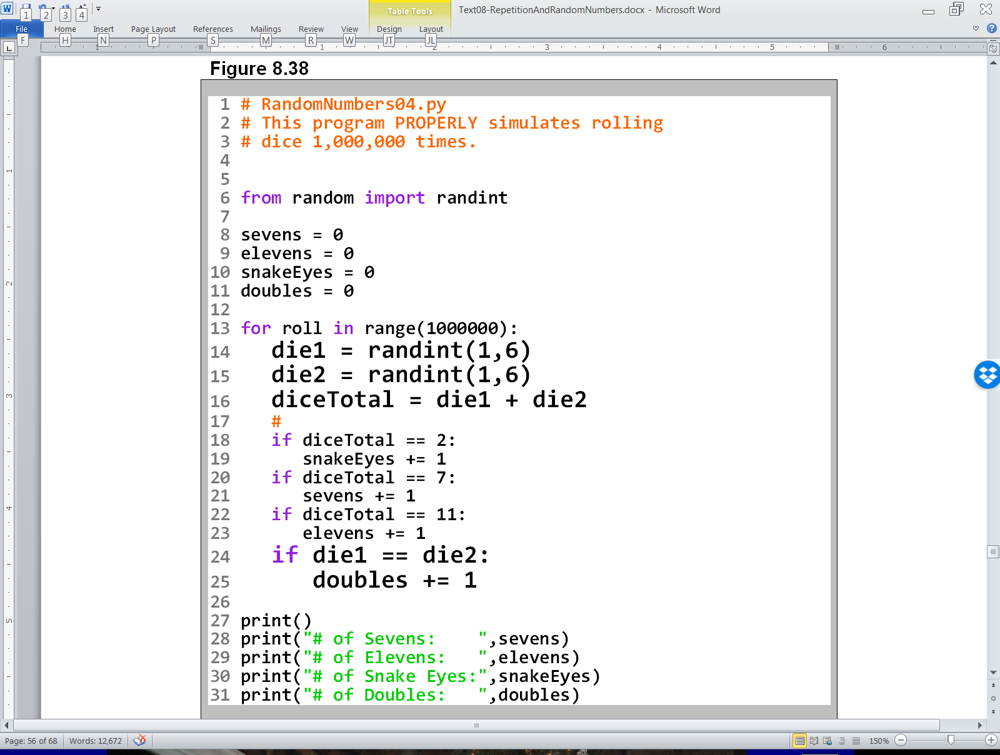 1 2 3 4
Table Tools
Text08-RepetitionAndRandomNumbers.docx - Microsoft Word
File Home Insert Page Layout References Mailings Review View Design Layout
F H N P S M R W JT JL
1 1 2 3 4 5 6
Figure 8.38
1 # RandomNumbers04.py
2 # This program PROPERLY simulates rolling
3 # dice 1,000,000 times.
4
5
6 from random import randint
7
8 sevens = 0
9 elevens = 0
10 snakeEyes = 0
11 doubles = 0
12
13 for roll in range(1000000):
14    die1 = randint(1,6)
15    die2 = randint(1,6)
16    diceTotal = die1 + die2
17    #
18    if diceTotal == 2:
19       snakeEyes += 1
20    if diceTotal == 7:
21       sevens += 1
22    if diceTotal == 11:
23       elevens += 1
24    if die1 == die2:
25       doubles += 1
26
27 print()
28 print("# of Sevens:    ",sevens)
29 print("# of Elevens:   ",elevens)
30 print("# of Snake Eyes:",snakeEyes)
31 print("# of Doubles:   ",doubles)
1
2
3
4
5
Page: 56 of 68 Words: 12,672 150%